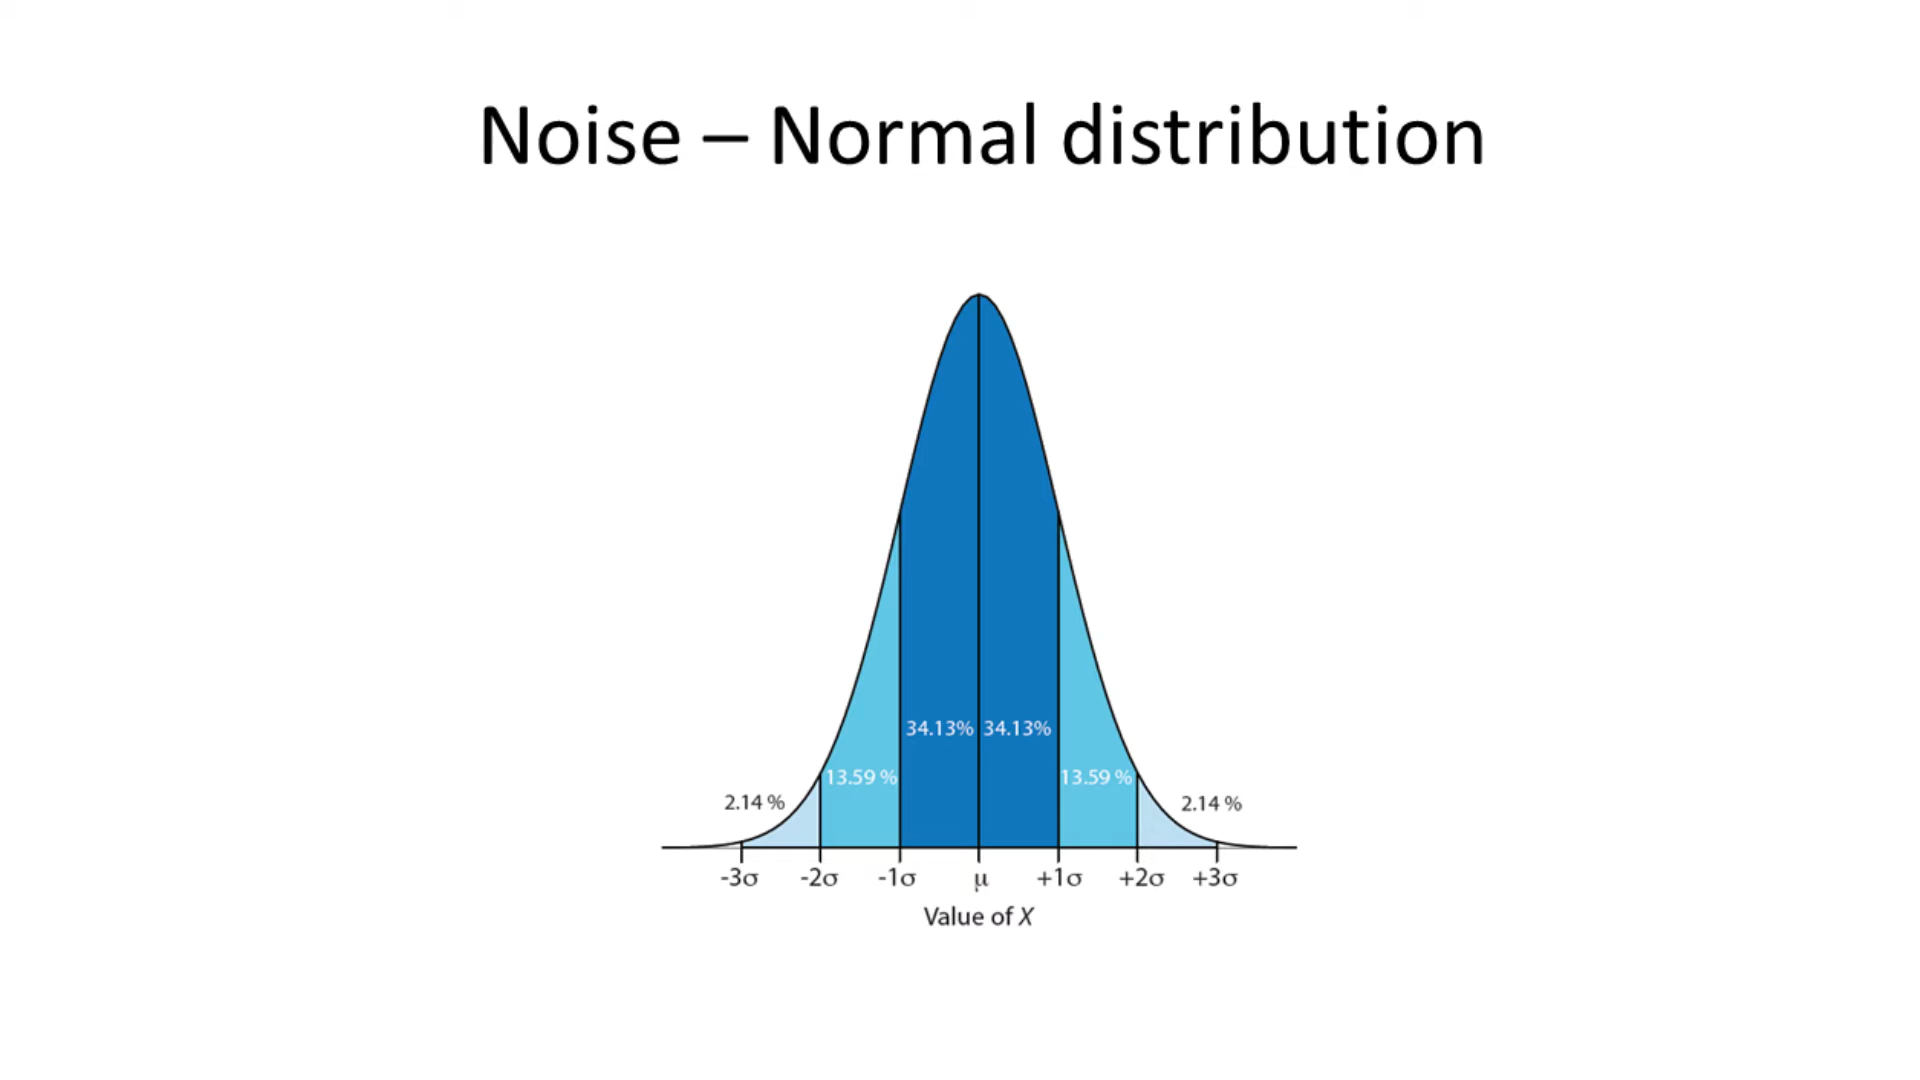 Noise – Normal distribution
34.13% 34.13%
13.59 % 13.59 %
2.14 % 2.14 %
-3σ -2σ -1σ μ +1σ +2σ +3σ
Value of X